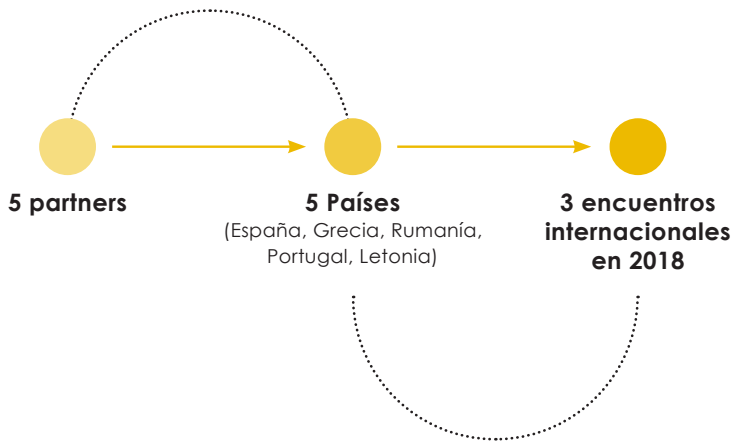 5 partners
5 Países
(España, Grecia, Rumanía,
Portugal, Letonia)
3 encuentros
internacionales
en 2018